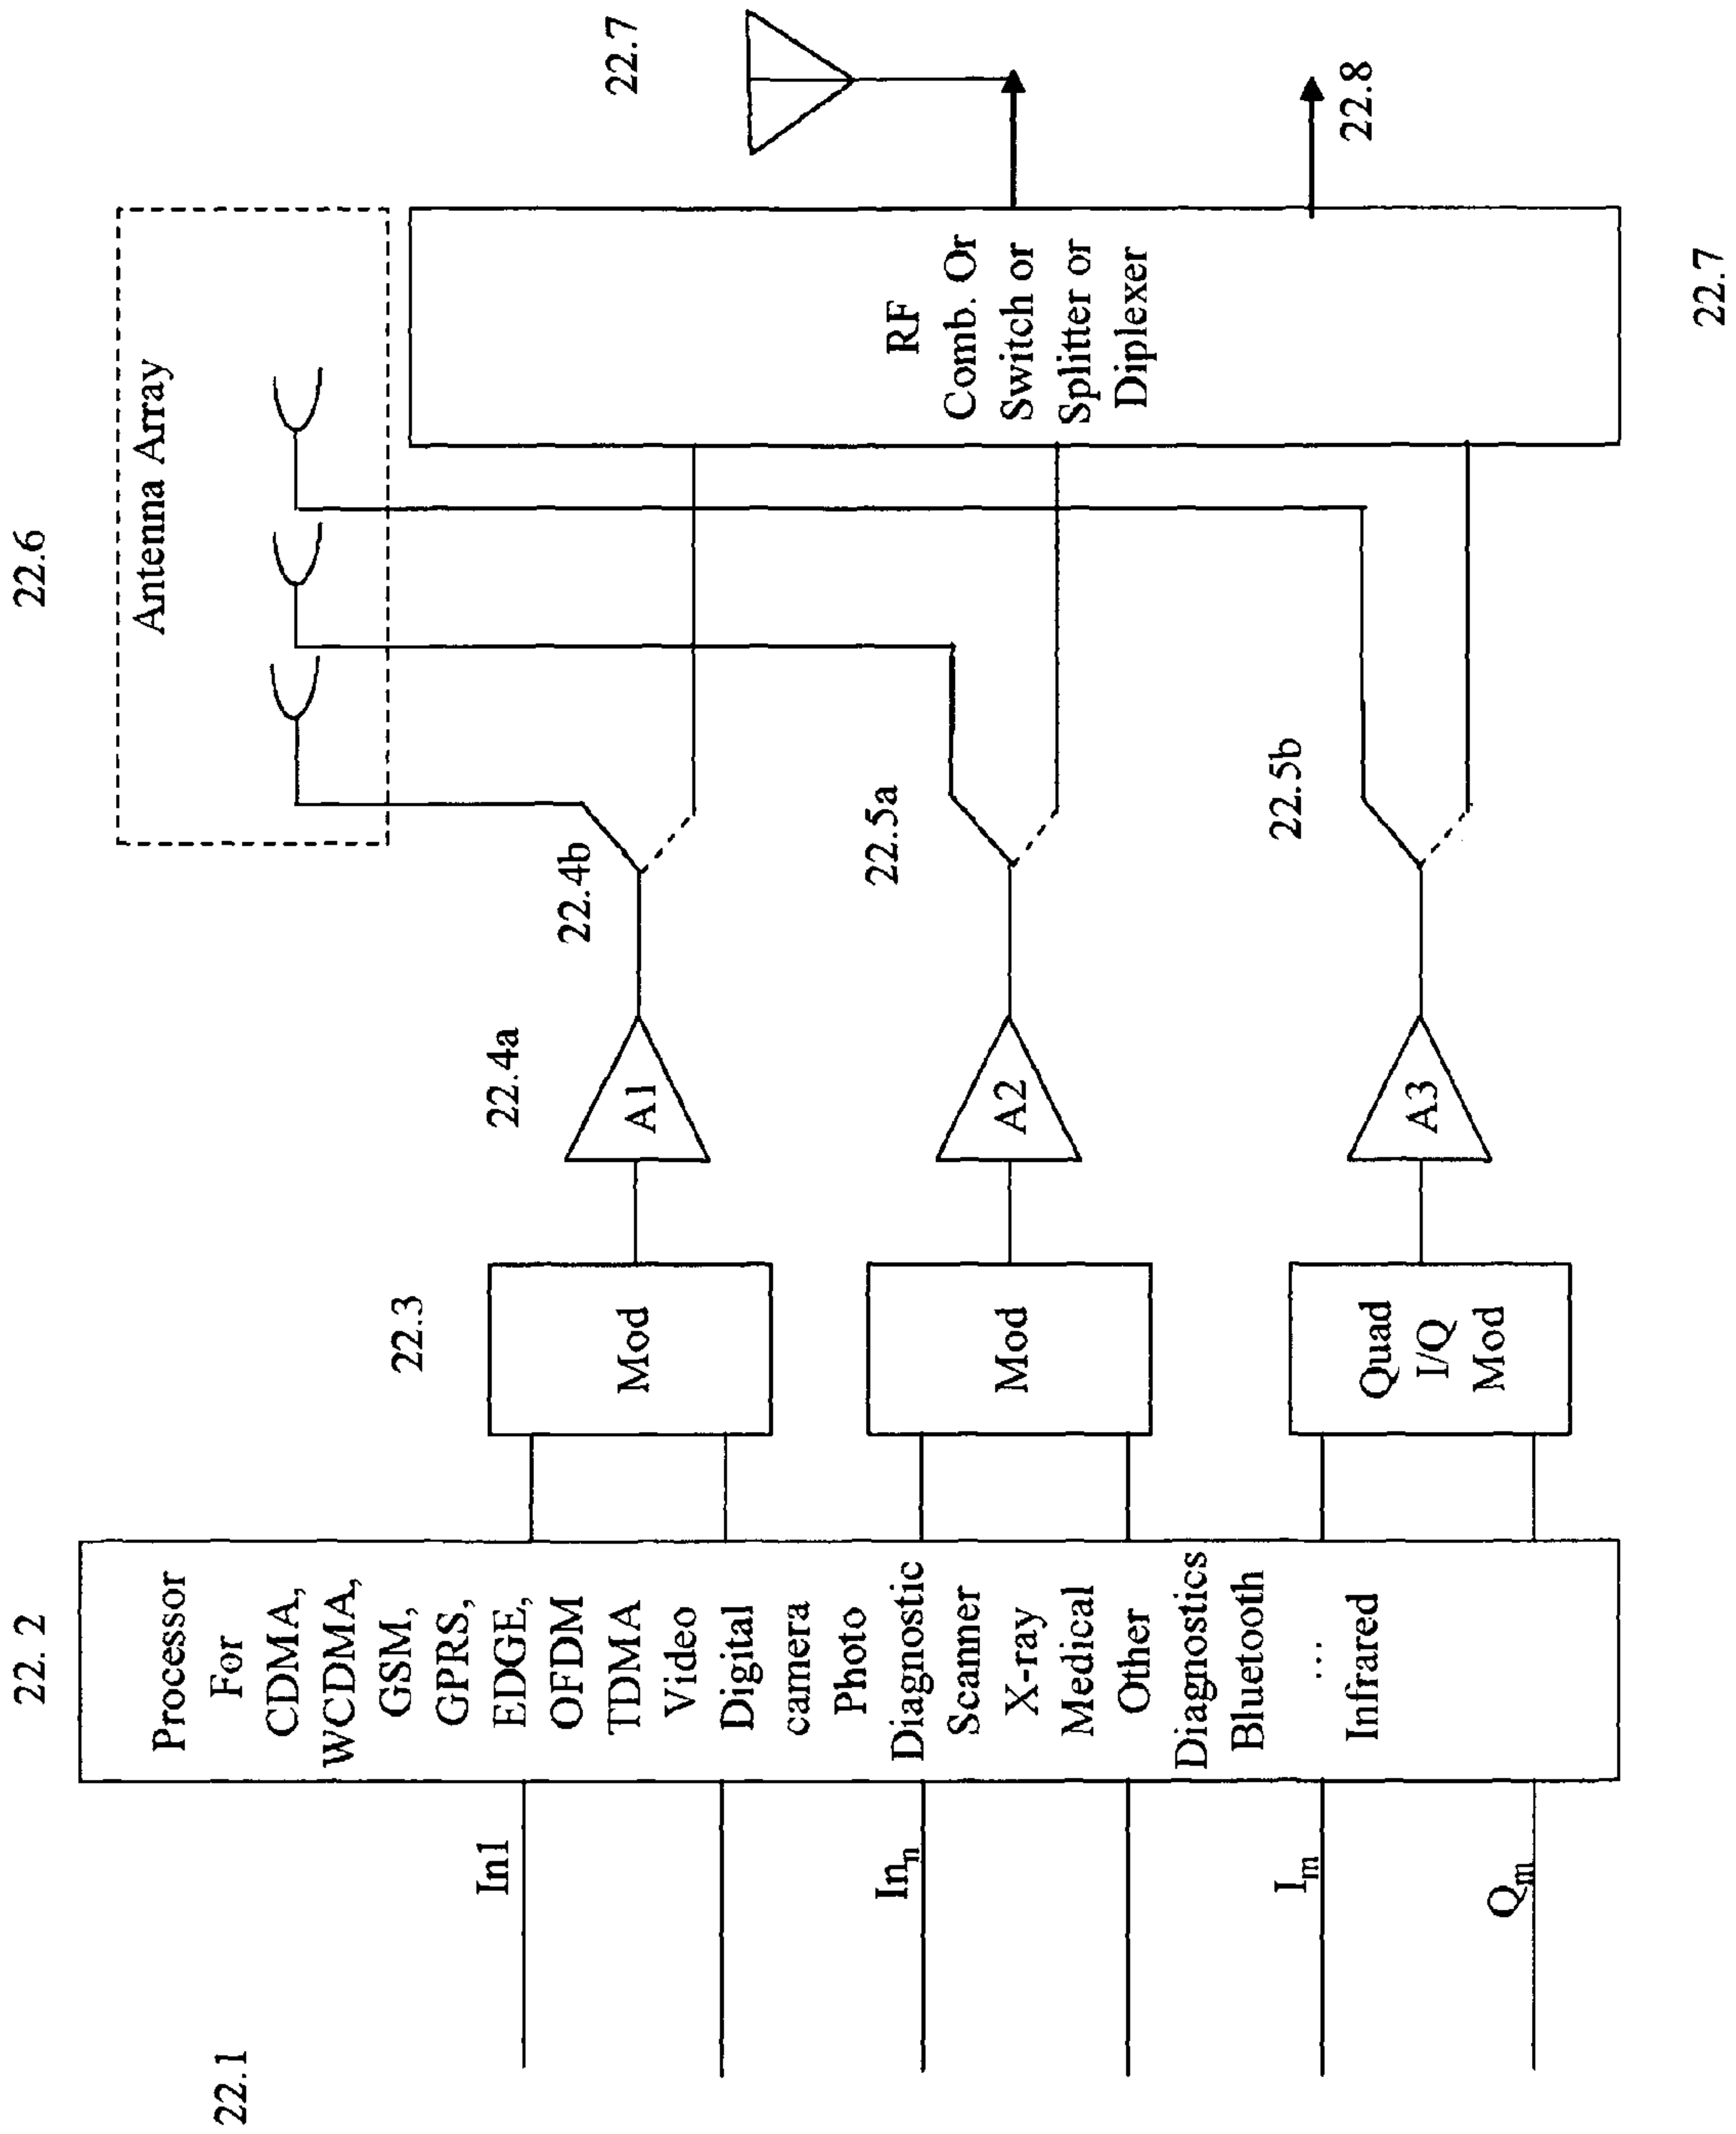 22.1
In1
In n
I m
Q m
22. 2
Processor
For
CDMA,
WCDMA,
GSM,
GPRS,
EDGE,
OFDM
TDMA
Video
Digital
camera
Photo
Diagnostic
Scanner
X-ray
Medical
Other
Diagnostics
Bluetooth
...
Infrared
22.3
Mod
Mod
Quad
I/Q
Mod
22.4a
A1
A2
A3
22.4b
22.5a
22.5b
22.6
Antenna Array
RF
Comb. Or
Switch or
Splitter or
Diplexer
22.7
22.7
22.8